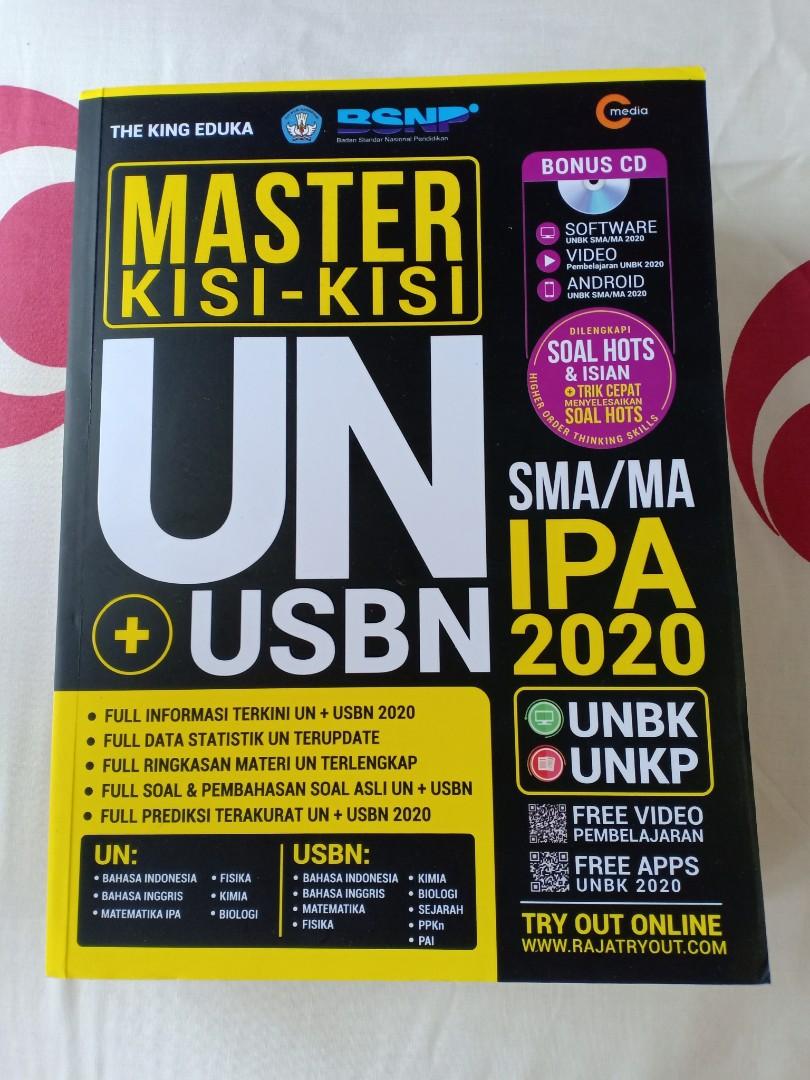 THE KING EDUKA
BSNP
Badan Standar Nasional Pendidikan
C media
MASTER
KISI-KISI
UN
+ USBN
BONUS CD
SOFTWARE
UNBK SMA/MA 2020
VIDEO
Pembelajaran UNBK 2020
ANDROID
UNBK SMA/MA 2020
DILENGKAPI
SOAL HOTS
& ISIAN
+ TRIK CEPAT
MENYELESAIKAN
SOAL HOTS
HIGHER ORDER THINKING SKILLS
SMA/MA
IPA
2020
UNBK
UNKP
FREE VIDEO
PEMBELAJARAN
FREE APPS
UNBK 2020
TRY OUT ONLINE
WWW.RAJATRYOUT.COM
• FULL INFORMASI TERKINI UN + USBN 2020
• FULL DATA STATISTIK UN TERUPDATE
• FULL RINGKASAN MATERI UN TERLENGKAP
• FULL SOAL & PEMBAHASAN SOAL ASLI UN + USBN
• FULL PREDIKSI TERAKURAT UN + USBN 2020
UN:
• BAHASA INDONESIA
• BAHASA INGGRIS
• MATEMATIKA IPA
• FISIKA
• KIMIA
• BIOLOGI
USBN:
• BAHASA INDONESIA
• BAHASA INGGRIS
• MATEMATIKA
• FISIKA
• KIMIA
• BIOLOGI
• SEJARAH
• PPKn
• PAI